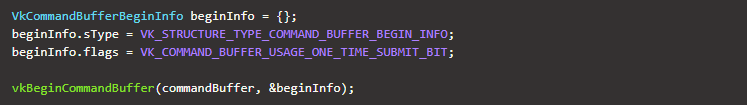 VkCommandBufferBeginInfo beginInfo = {};
beginInfo.sType = VK_STRUCTURE_TYPE_COMMAND_BUFFER_BEGIN_INFO;
beginInfo.flags = VK_COMMAND_BUFFER_USAGE_ONE_TIME_SUBMIT_BIT;
vkBeginCommandBuffer(commandBuffer, &beginInfo);